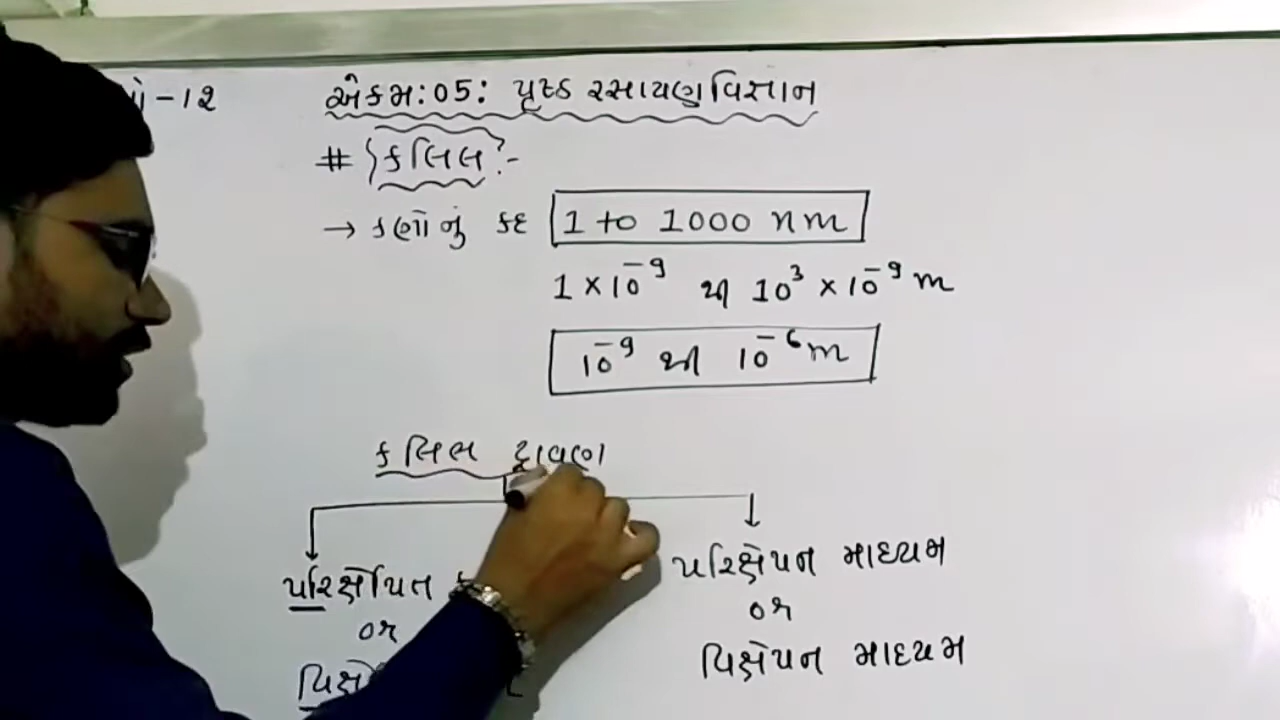 -12
એકમ:05: પૃષ્ઠ રસાયણવિજ્ઞાન
# કલિલ:-
→ કણોનું કદ 1 to 1000 nm
1 × 10⁻⁹ થી 10³ × 10⁻⁹ m
10⁻⁹ થી 10⁻⁶ m
કલિલ દ્રાવણ
પરિક્ષેપિત પરિક્ષેપન માધ્યમ
or or
વિક્ષેપન માધ્યમ